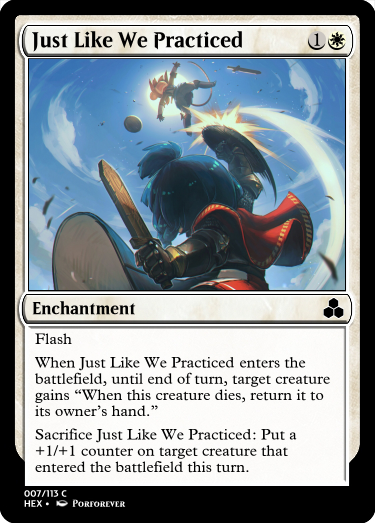 Just Like We Practiced 1
Enchantment
Flash
When Just Like We Practiced enters the
battlefield, until end of turn, target creature
gains “When this creature dies, return it to
its owner's hand.”
Sacrifice Just Like We Practiced: Put a
+1/+1 counter on target creature that
entered the battlefield this turn.
007/113 C
HEX • Porforever